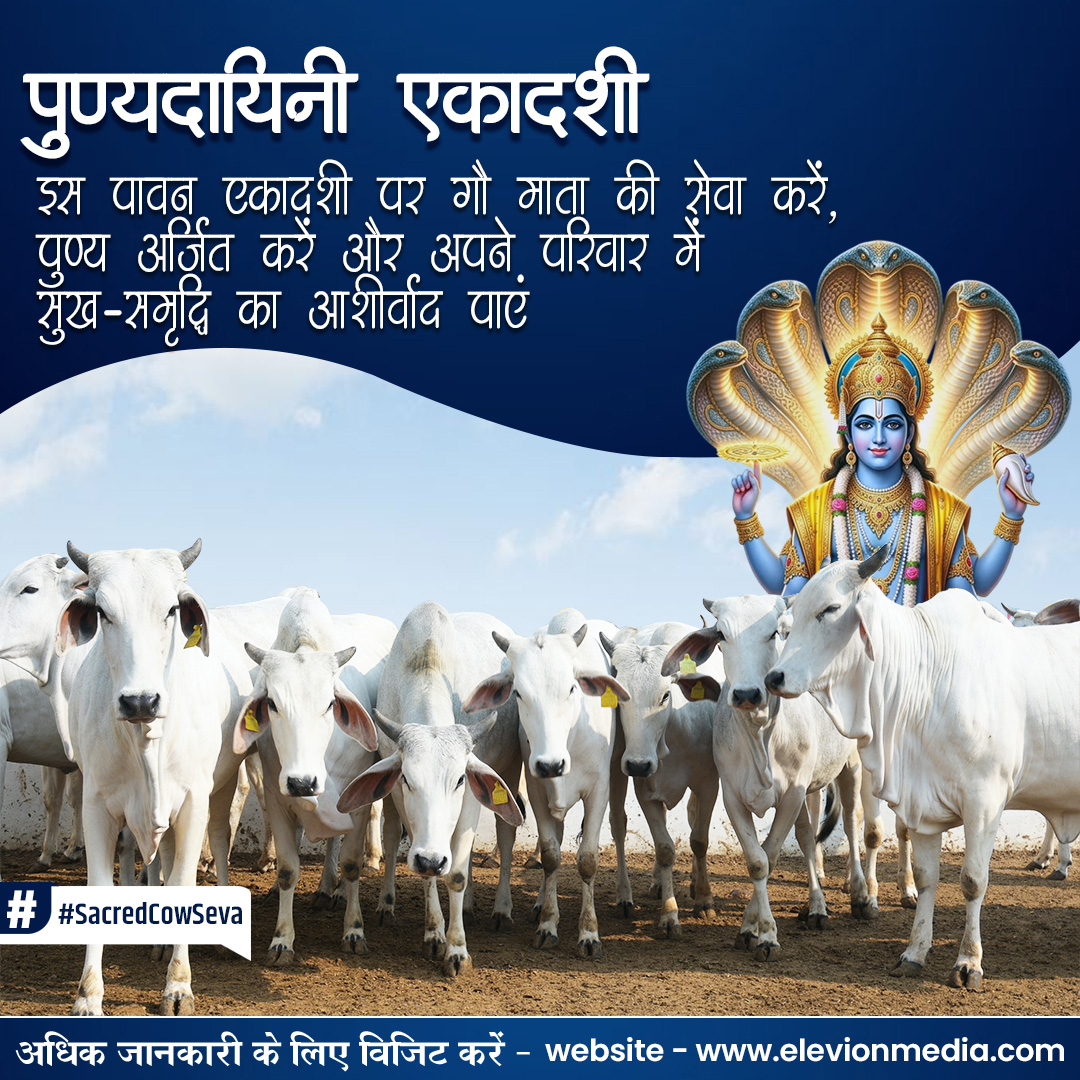 पुण्यदायिनी एकादशी
इस पावन एकादशी पर गौ माता की सेवा करें,
पुण्य अर्जित करें और अपने परिवार में
सुख-समृद्धि का आशीर्वाद पाएं
# #SacredCowSeva
अधिक जानकारी के लिए विजिट करें - website - www.elevionmedia.com